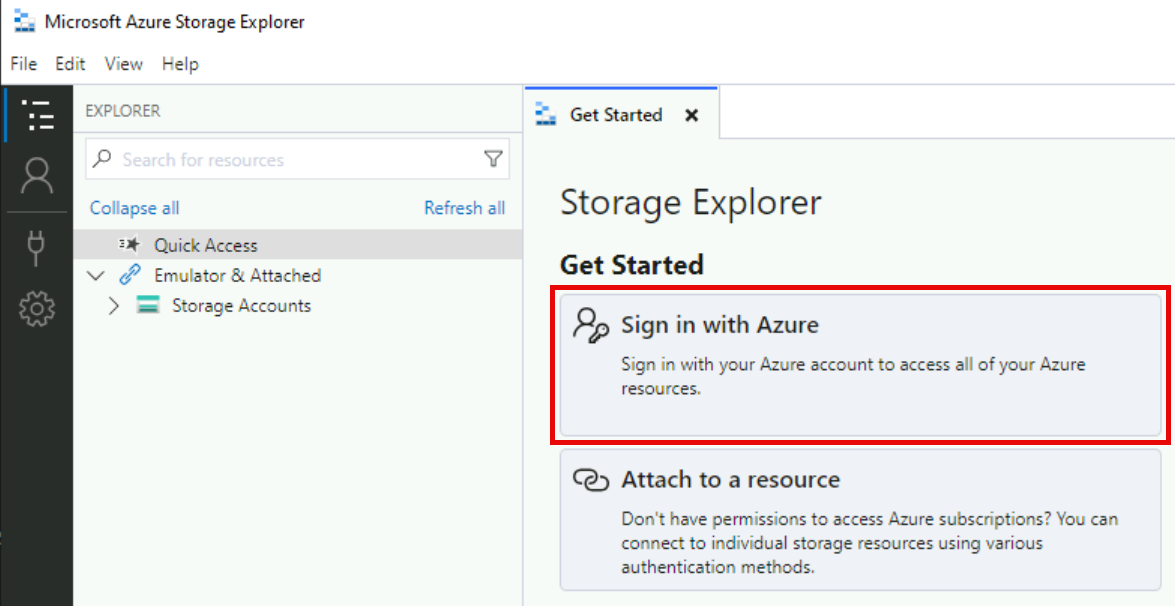 Microsoft Azure Storage Explorer
File Edit View Help
EXPLORER
Search for resources
Collapse all
Refresh all
Quick Access
Emulator & Attached
Storage Accounts
Get Started
Storage Explorer
Get Started
Sign in with Azure
Sign in with your Azure account to access all of your Azure
resources.
Attach to a resource
Don't have permissions to access Azure subscriptions? You can
connect to individual storage resources using various
authentication methods.